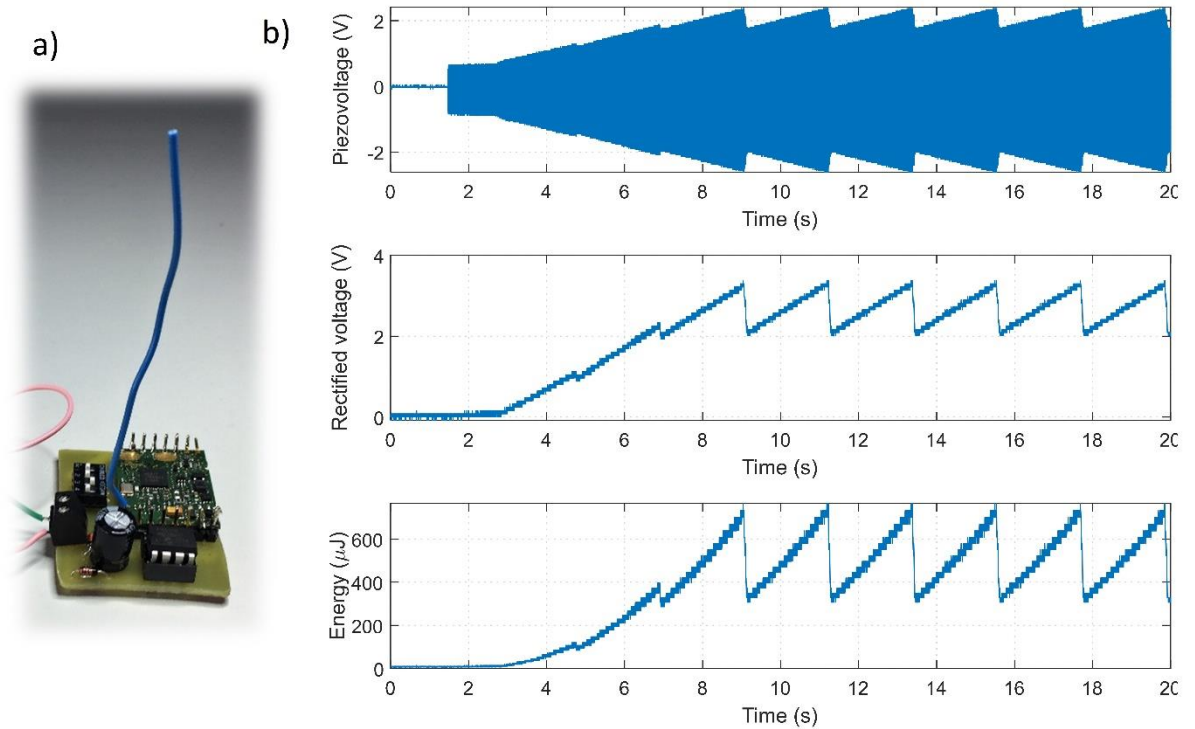 a)
b)
Piezovoltage (V)
2
0
-2
0 2 4 6 8 10 12 14 16 18 20
Time (s)
Rectified voltage (V)
4
2
0
0 2 4 6 8 10 12 14 16 18 20
Time (s)
Energy (μJ)
600
400
200
0
0 2 4 6 8 10 12 14 16 18 20
Time (s)